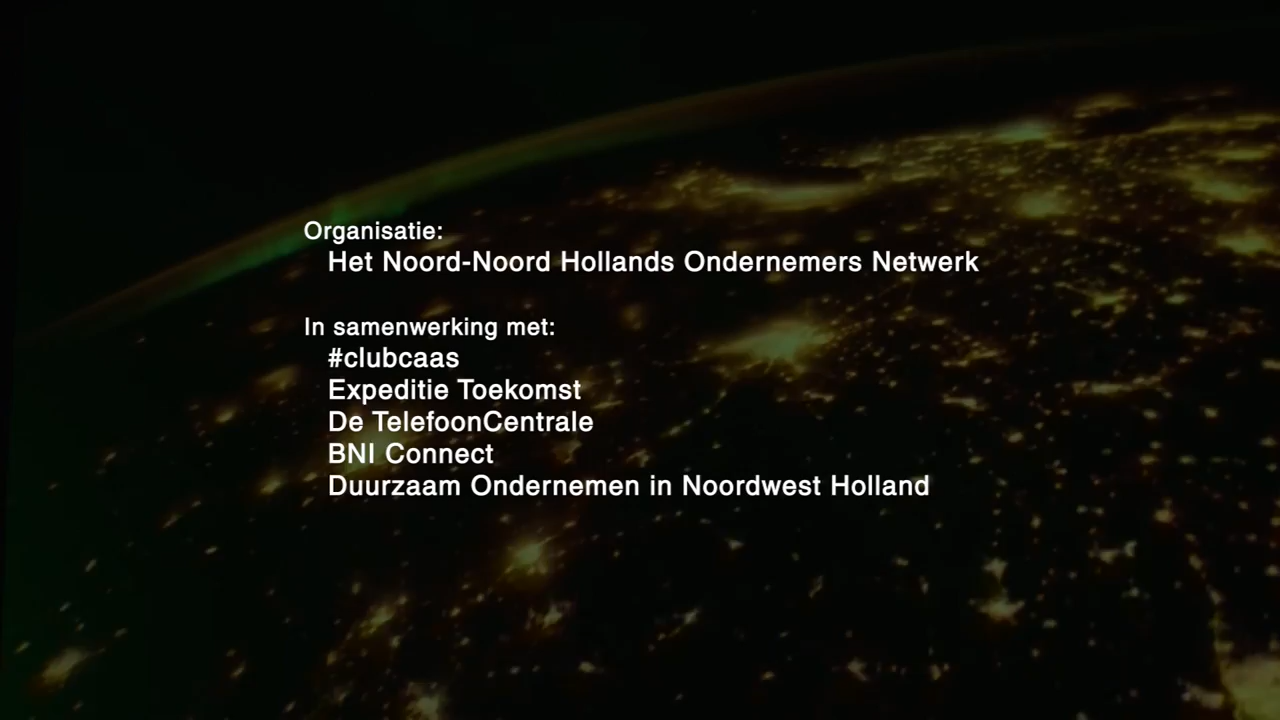 Organisatie:
Het Noord-Noord Hollands Ondernemers Netwerk
In samenwerking met:
#clubcaas
Expeditie Toekomst
De TelefoonCentrale
BNI Connect
Duurzaam Ondernemen in Noordwest Holland